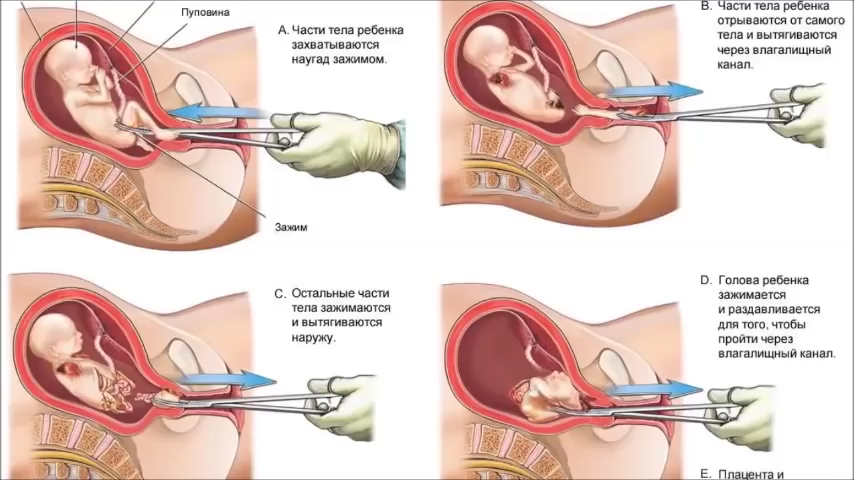 Пуповина
A. Части тела ребенка
захватываются
наугад зажимом.
Зажим
B. Части тела ребенка
отрываются от самого
тела и вытягиваются
через влагалищный
канал.
C. Остальные части
тела зажимаются
и вытягиваются
наружу.
D. Голова ребенка
зажимается
и раздавливается
для того, чтобы
пройти через
влагалищный канал.
E. Плацента и